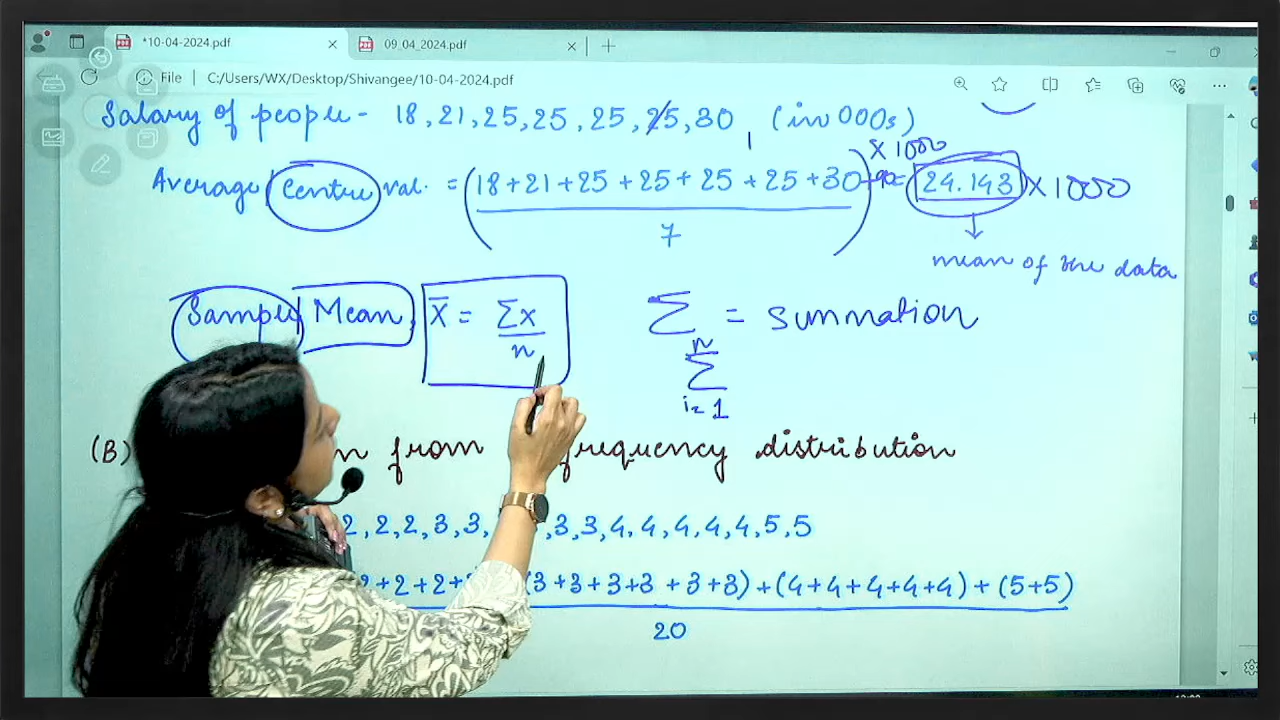 *10-04-2024.pdf
09_04_2024.pdf
File C:/Users/WX/Desktop/Shivangee/10-04-2024.pdf
Salary of people - 18, 21, 25, 25, 25, 25, 30 (in 000s)
Average/Centre val. = (18+21+25+25+25+25+30 / 7) × 1000 = 24.143 × 1000
mean of the data
Sample Mean, X̄ = Σx / n
Σ = summation
n
Σ
i=1
(B) from frequency distribution
2, 2, 2, 3, 3, 3, 3, 4, 4, 4, 4, 4, 5, 5
2+2+2+ (3+3+3+3+3+3) + (4+4+4+4+4) + (5+5)
20